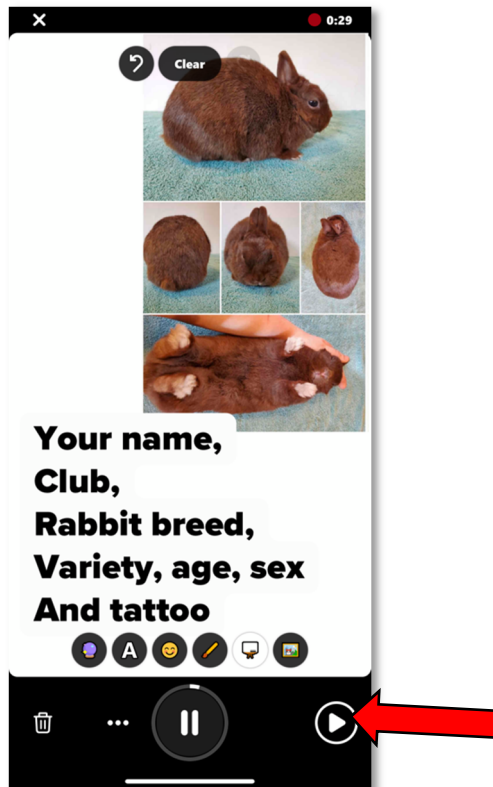 0:29
Clear
Your name,
Club,
Rabbit breed,
Variety, age, sex
And tattoo
A